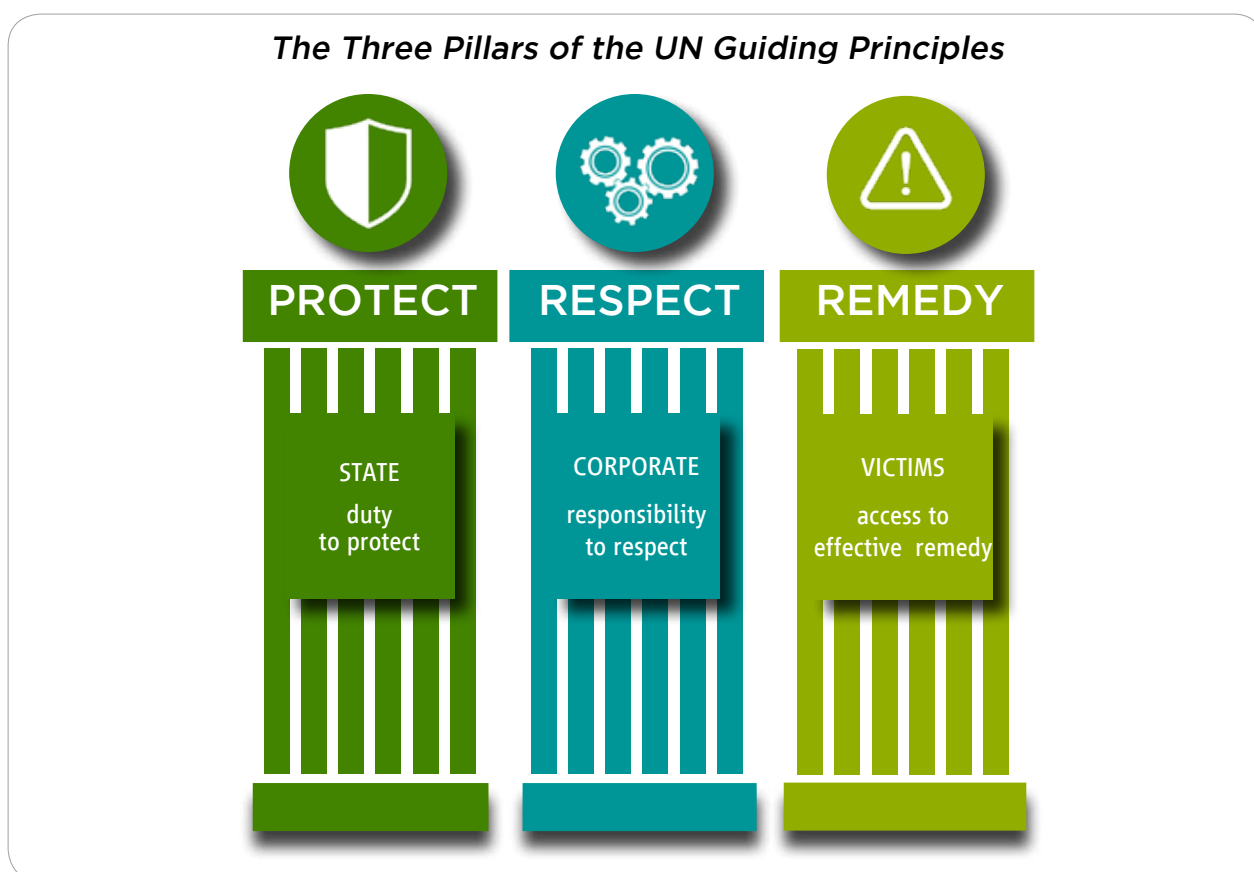 The Three Pillars of the UN Guiding Principles
PROTECT
STATE
duty
to protect
RESPECT
CORPORATE
responsibility
to respect
REMEDY
VICTIMS
access to
effective remedy